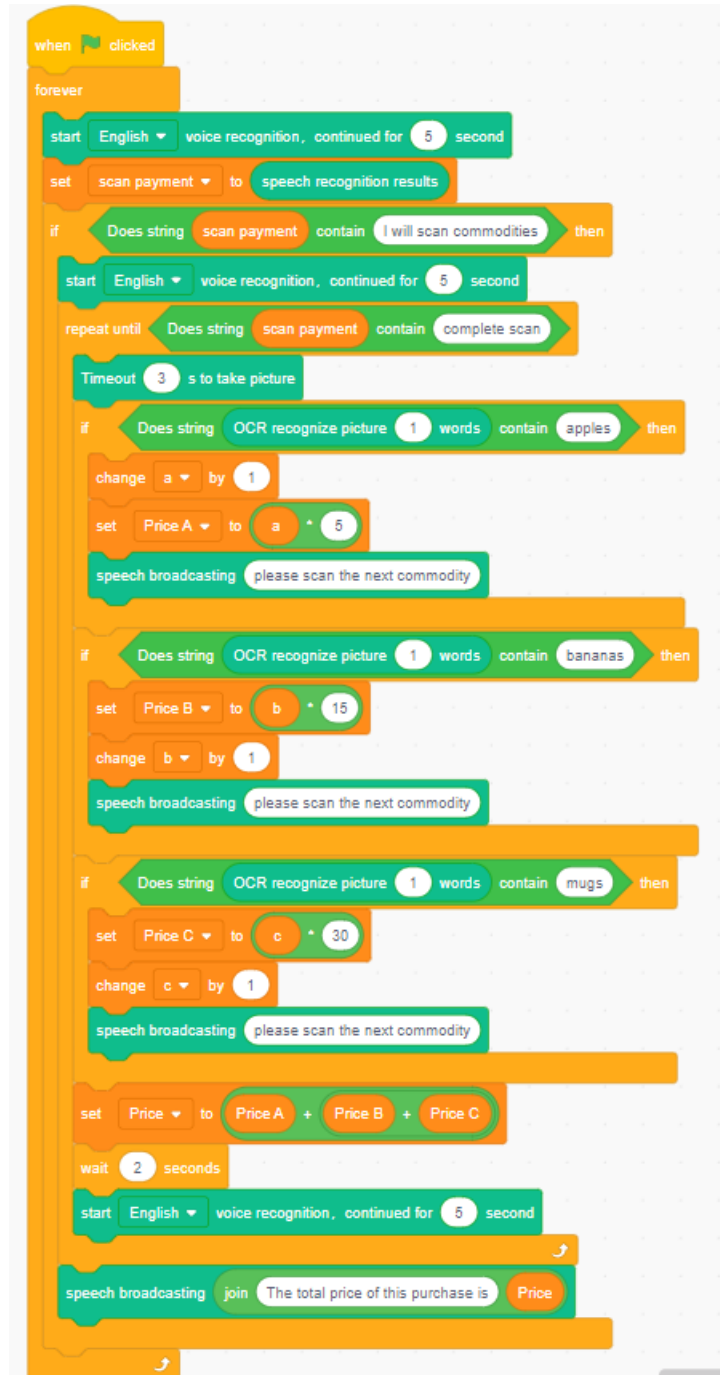 when clicked
forever
start English voice recognition, continued for 5 second
set scan payment to speech recognition results
if Does string scan payment contain I will scan commodities then
start English voice recognition, continued for 5 second
repeat until Does string scan payment contain complete scan
Timeout 3 s to take picture
if Does string OCR recognize picture 1 words contain apples then
change a by 1
set Price A to a * 5
speech broadcasting please scan the next commodity
if Does string OCR recognize picture 1 words contain bananas then
set Price B to b * 15
change b by 1
speech broadcasting please scan the next commodity
if Does string OCR recognize picture 1 words contain mugs then
set Price C to c * 30
change c by 1
speech broadcasting please scan the next commodity
set Price to Price A + Price B + Price C
wait 2 seconds
start English voice recognition, continued for 5 second
speech broadcasting join The total price of this purchase is Price